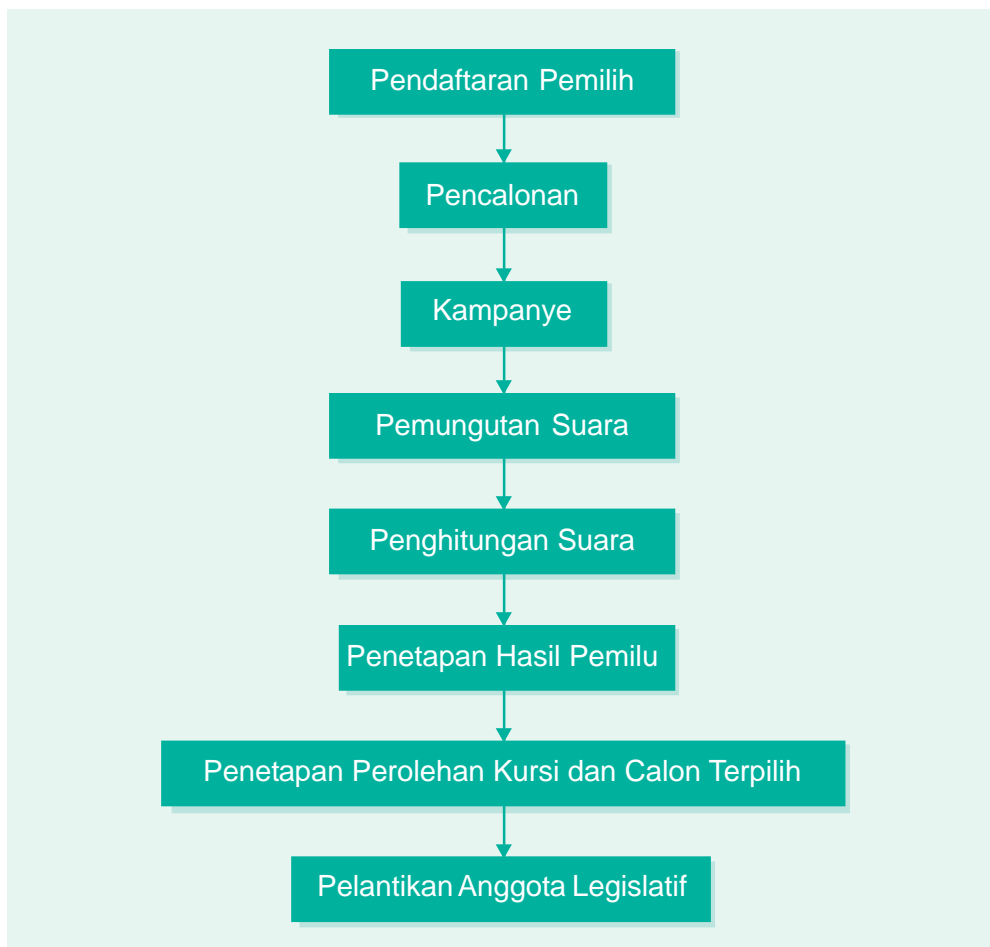 Pendaftaran Pemilih
Pencalonan
Kampanye
Pemungutan Suara
Penghitungan Suara
Penetapan Hasil Pemilu
Penetapan Perolehan Kursi dan Calon Terpilih
Pelantikan Anggota Legislatif